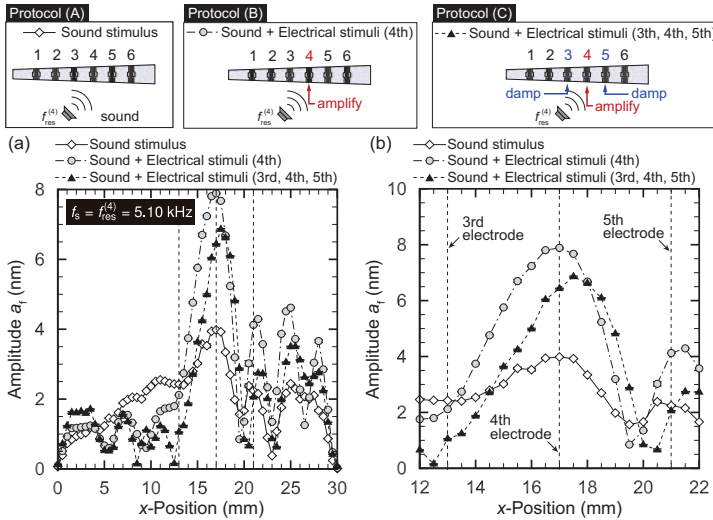 Protocol (A)
Sound stimulus
1 2 3 4 5 6
f_res^(4)
sound
Protocol (B)
Sound + Electrical stimuli (4th)
1 2 3 4 5 6
amplify
f_res^(4)
Protocol (C)
Sound + Electrical stimuli (3th, 4th, 5th)
1 2 3 4 5 6
damp
damp
amplify
f_res^(4)
(a)
Sound stimulus
Sound + Electrical stimuli (4th)
Sound + Electrical stimuli (3rd, 4th, 5th)
f_s = f_res^(4) = 5.10 kHz
Amplitude a_f (nm)
8
6
4
2
0
0 5 10 15 20 25 30
x-Position (mm)
(b)
Sound stimulus
Sound + Electrical stimuli (4th)
Sound + Electrical stimuli (3rd, 4th, 5th)
Amplitude a_f (nm)
10
8
6
4
2
0
3rd
electrode
5th
electrode
4th
electrode
12 14 16 18 20 22
x-Position (mm)